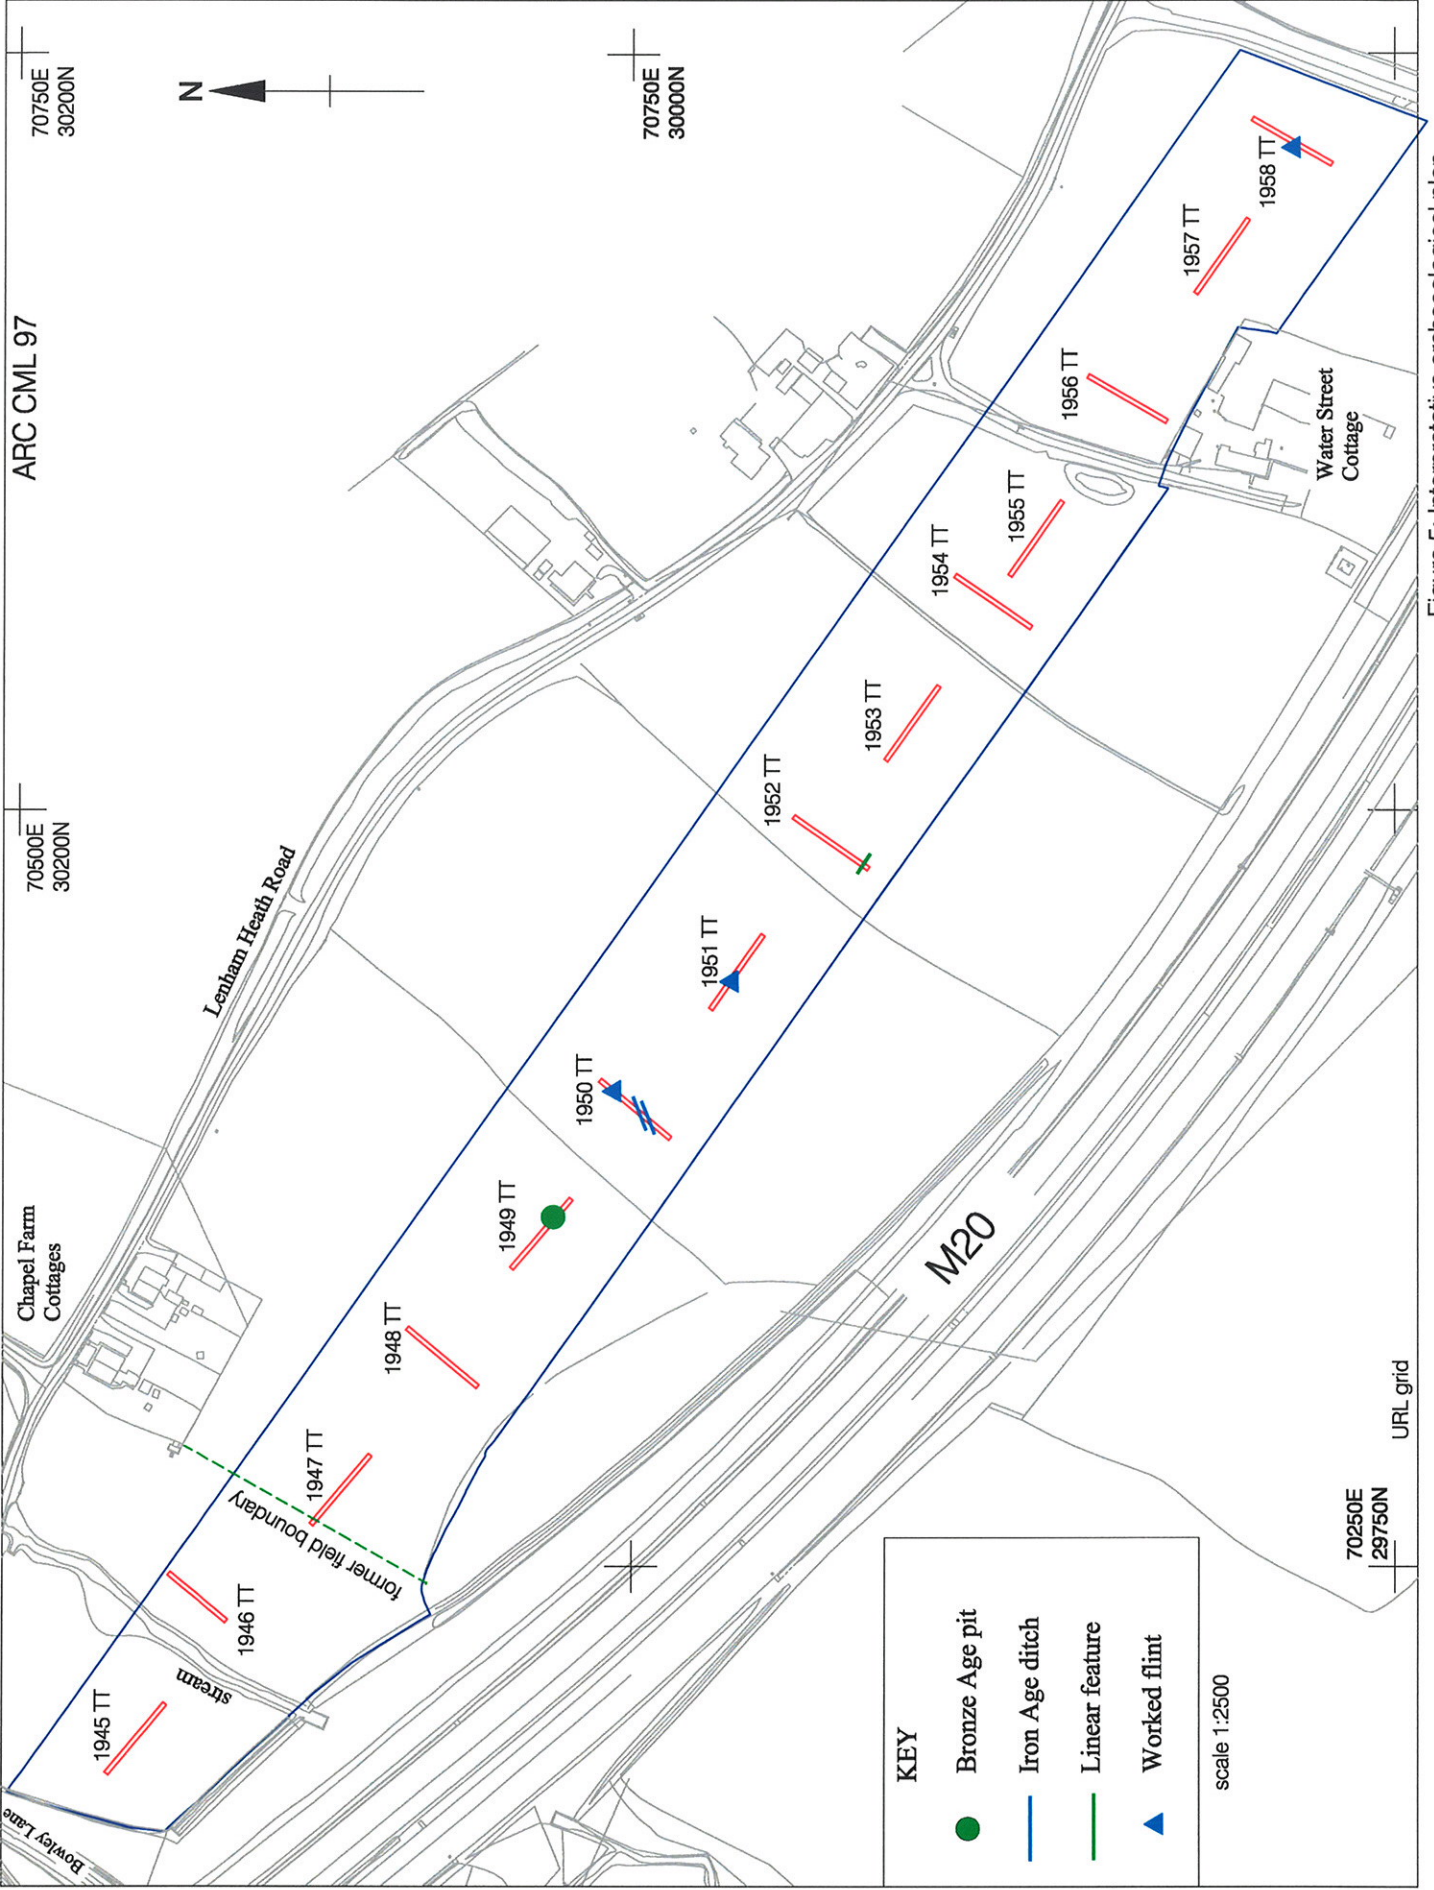 ARC CML 97
70500E
30200N
70750E
30200N
N
70750E
30000N
Chapel Farm
Cottages
Lenham Heath Road
Bowley Lane
stream
former field boundary
1945 TT
1946 TT
1947 TT
1948 TT
1949 TT
1950 TT
1951 TT
1952 TT
1953 TT
1954 TT
1955 TT
1956 TT
1957 TT
1958 TT
Water Street
Cottage
M20
KEY
Bronze Age pit
Iron Age ditch
Linear feature
Worked flint
scale 1:2500
70250E
29750N
URL grid